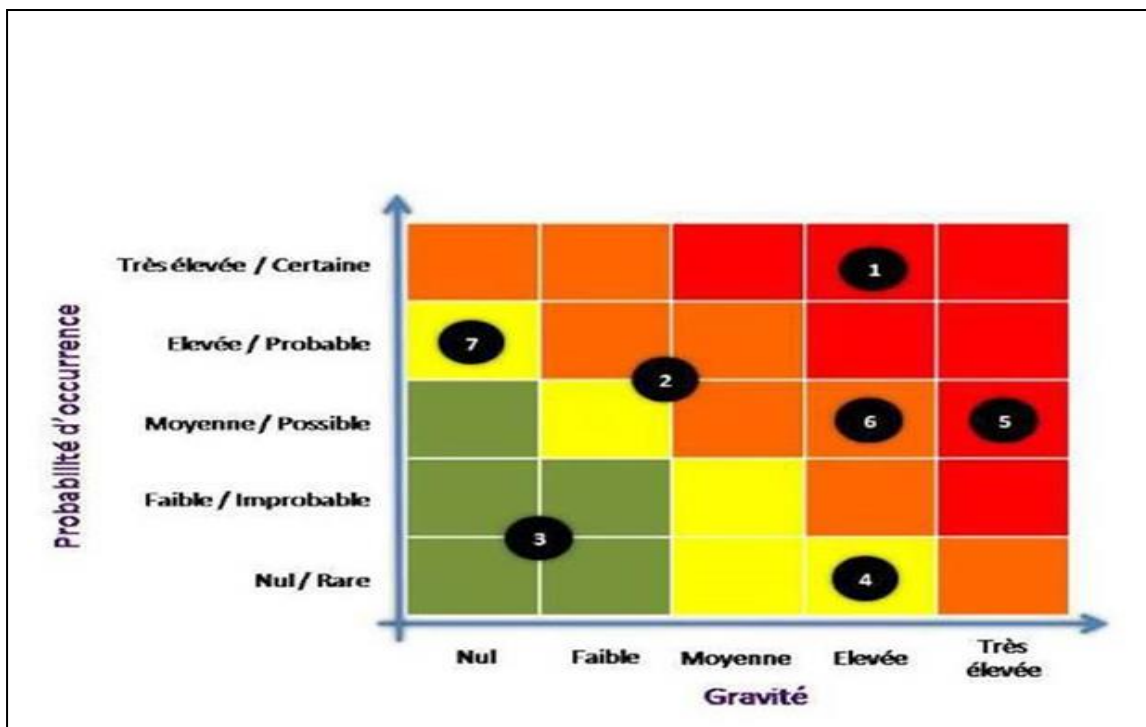 Très élevée / Certaine
1
Elevée / Probable
7
2
Moyenne / Possible
6
5
Faible / Improbable
3
Nul / Rare
4
Probabilité d'occurrence
Nul
Faible
Moyenne
Elevée
Très
élevée
Gravité